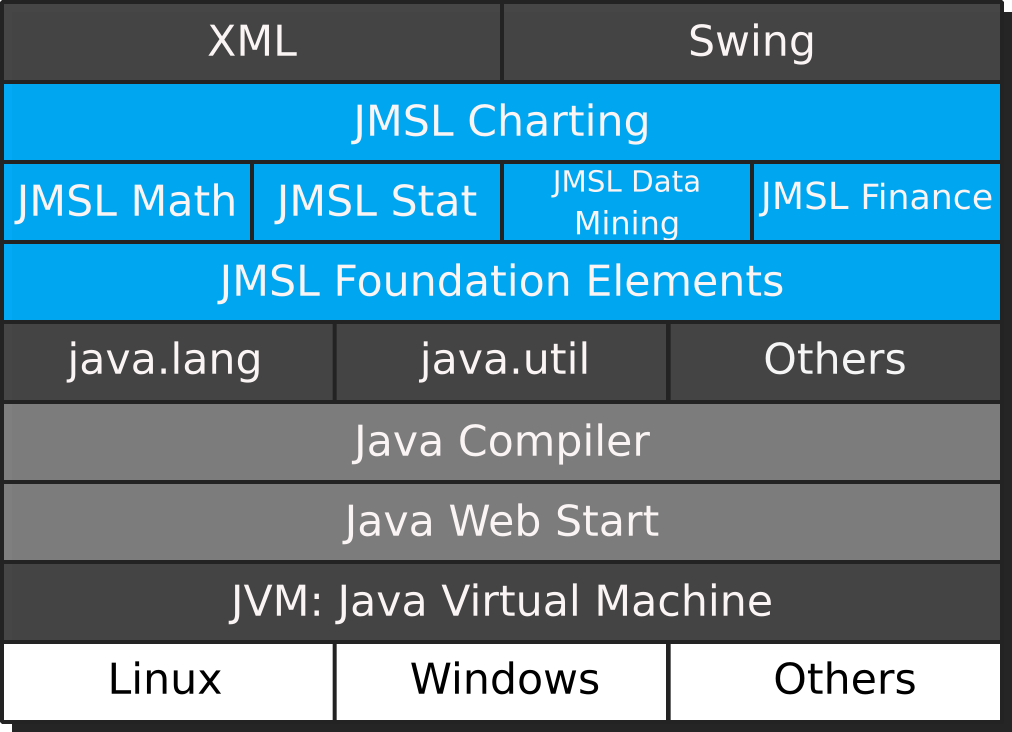 XML
Swing
JMSL Charting
JMSL Math
JMSL Stat
JMSL Data
Mining
JMSL Finance
JMSL Foundation Elements
java.lang
java.util
Others
Java Compiler
Java Web Start
JVM: Java Virtual Machine
Linux
Windows
Others